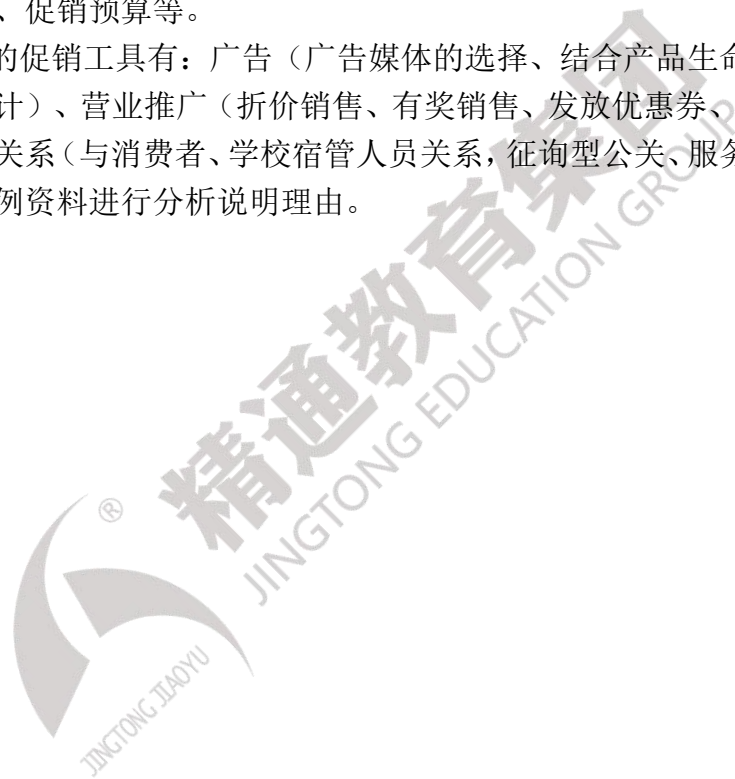 、促销预算等。
的促销工具有：广告（广告媒体的选择、结合产品生命
计）、营业推广（折价销售、有奖销售、发放优惠券、
关系（与消费者、学校宿管人员关系，征询型公关、服务
例资料进行分析说明理由。
精通教育集团
JINGTONG EDUCATION GROUP
®
JINGTONG JIAOYU